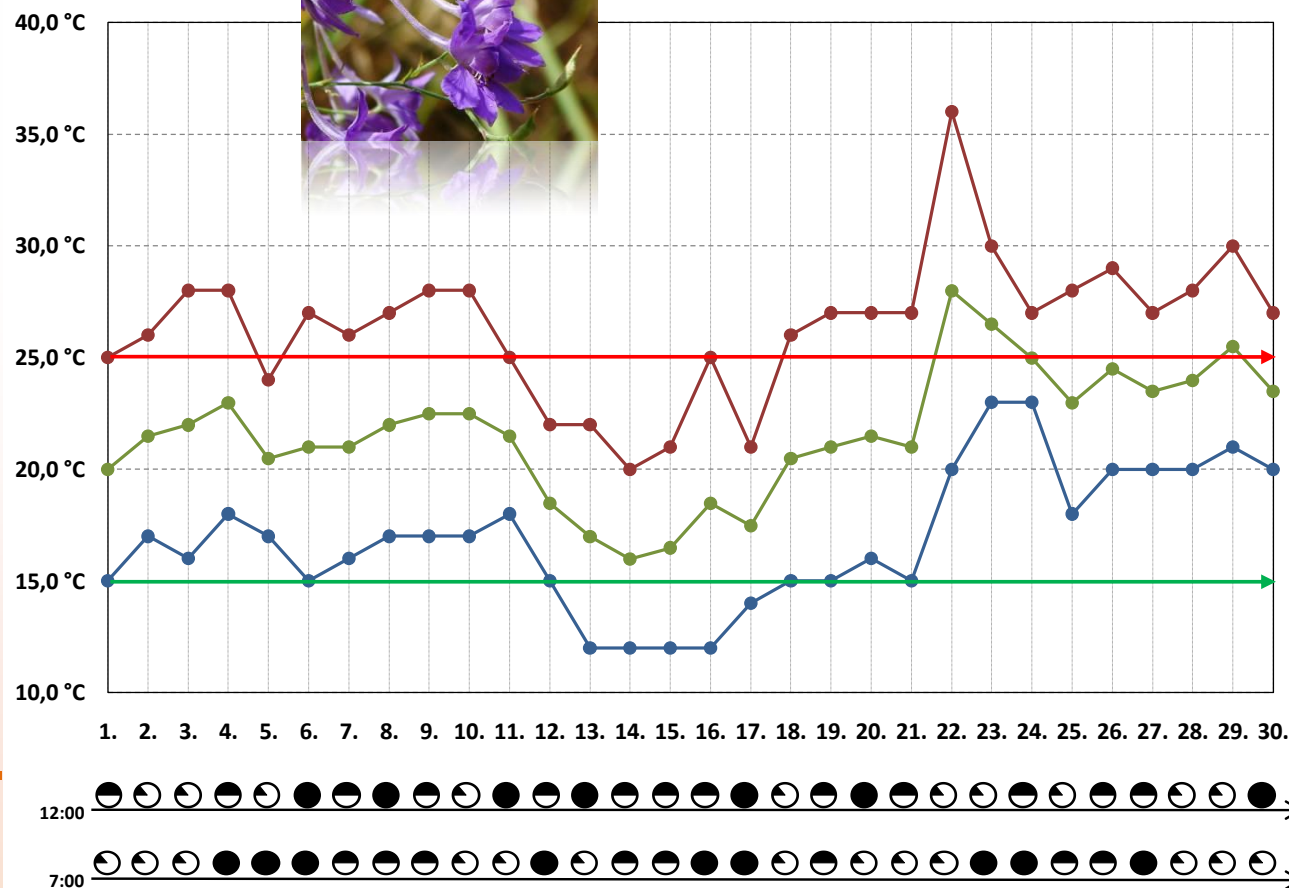 40,0 °C
35,0 °C
30,0 °C
25,0 °C
20,0 °C
15,0 °C
10,0 °C
1. 2. 3. 4. 5. 6. 7. 8. 9. 10. 11. 12. 13. 14. 15. 16. 17. 18. 19. 20. 21. 22. 23. 24. 25. 26. 27. 28. 29. 30.
12:00
7:00